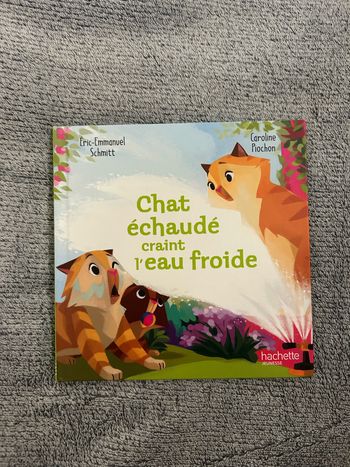 Éric-Emmanuel
Schmitt
Caroline
Piochon
Chat
échaudé
craint
l'eau froide
hachette
JEUNESSE